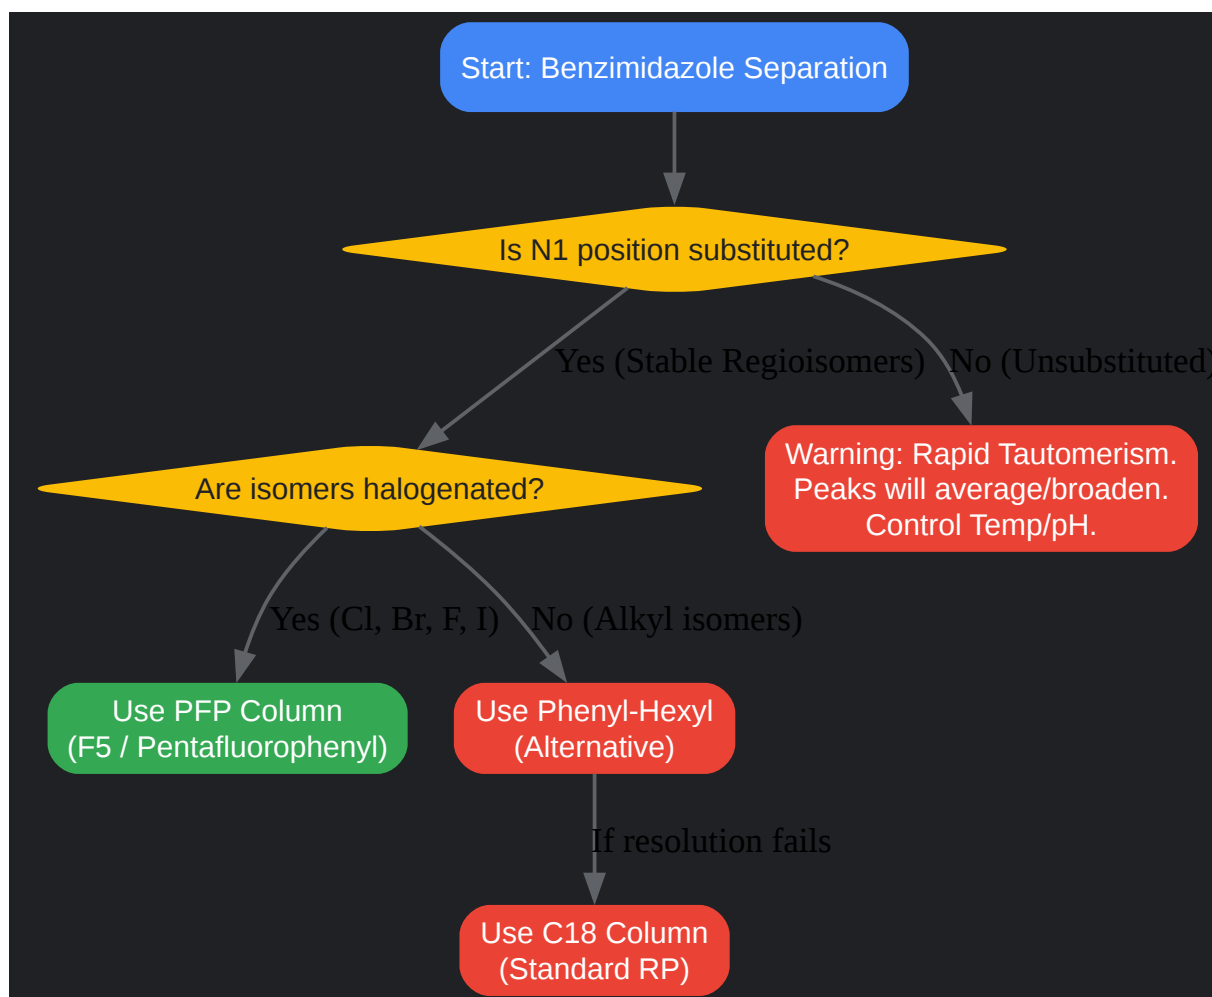 Start: Benzimidazole Separation
Is N1 position substituted?
Yes (Stable Regioisomers)
No (Unsubstituted)
Are isomers halogenated?
Warning: Rapid Tautomerism.
Peaks will average/broaden.
Control Temp/pH.
Yes (Cl, Br, F, I)
No (Alkyl isomers)
Use PFP Column
(F5 / Pentafluorophenyl)
Use Phenyl-Hexyl
(Alternative)
If resolution fails
Use C18 Column
(Standard RP)